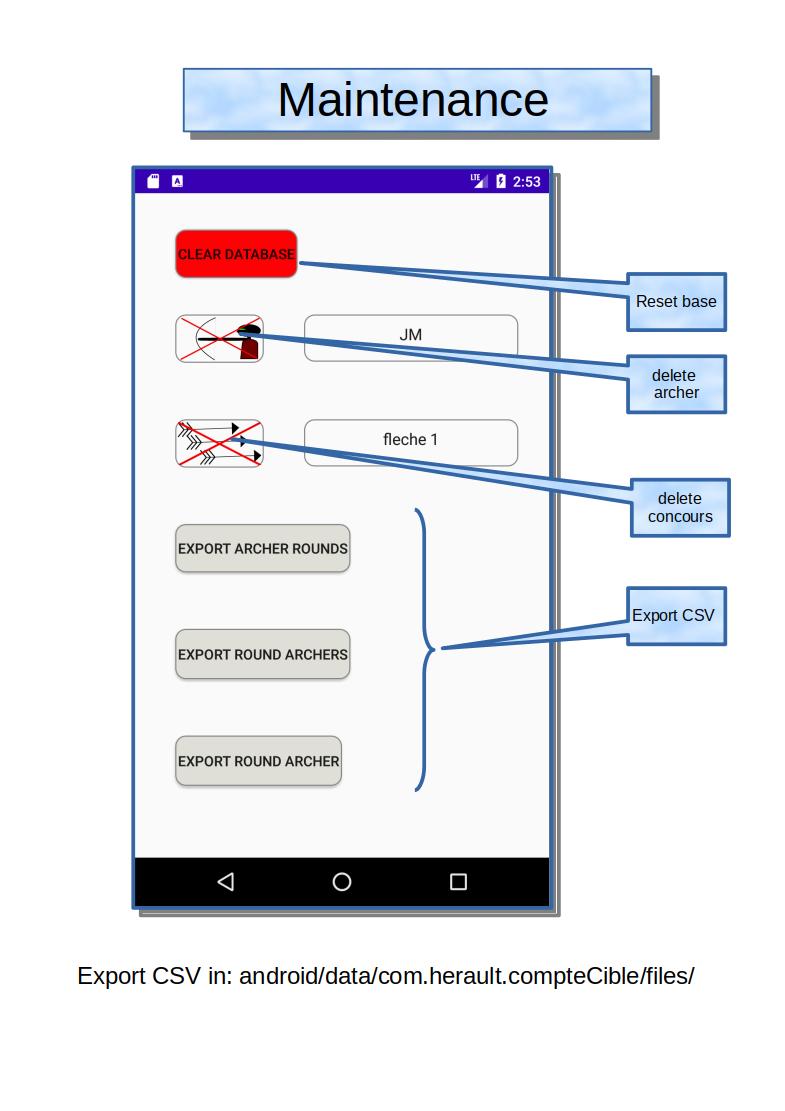 Maintenance
LTE 2:53
CLEAR DATABASE
Reset base
JM
delete
archer
fleche 1
delete
concours
EXPORT ARCHER ROUNDS
Export CSV
EXPORT ROUND ARCHERS
EXPORT ROUND ARCHER
Export CSV in: android/data/com.herault.compteCible/files/